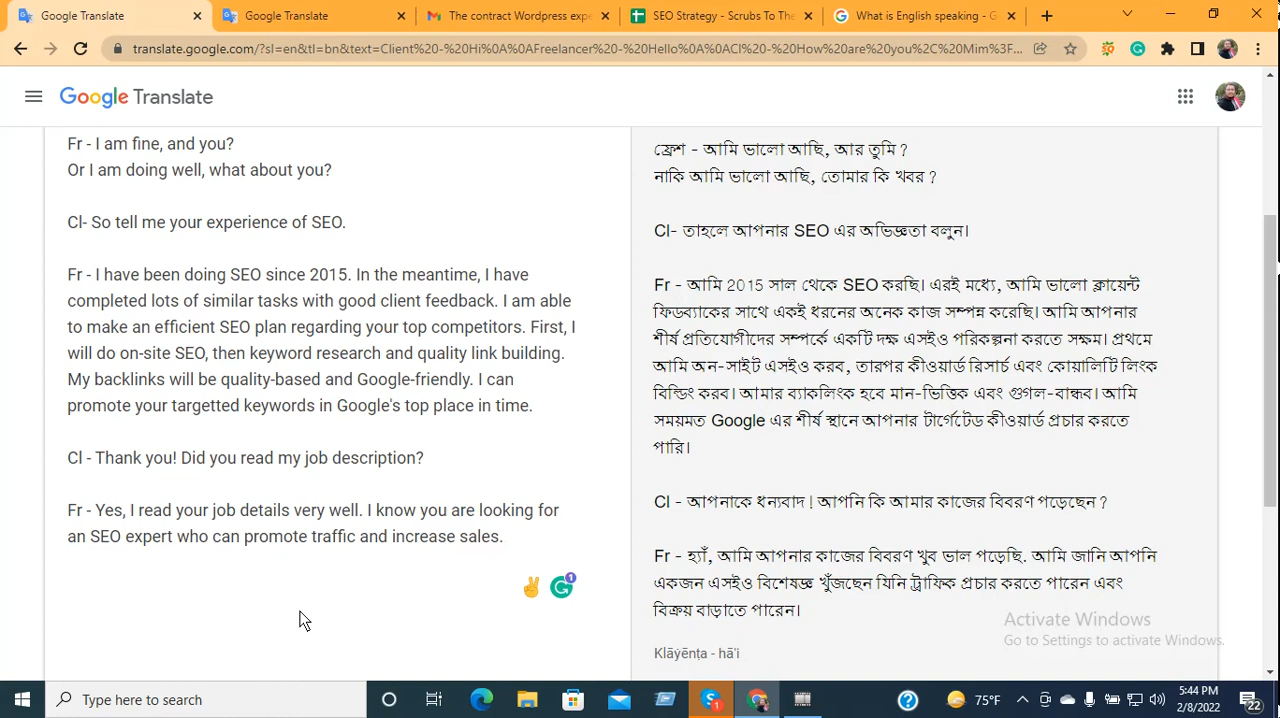 Google Translate
Google Translate
The contract Wordpress expe
SEO Strategy - Scrubs To The
What is English speaking - G
translate.google.com/?sl=en&tl=bn&text=Client%20-%20Hi%0A%0AFreelancer%20-%20Hello%0A%0ACl%20-%20How%20are%20you%2C%20Mim%3F...
Google Translate
Fr - I am fine, and you?
Or I am doing well, what about you?
Cl- So tell me your experience of SEO.
Fr - I have been doing SEO since 2015. In the meantime, I have
completed lots of similar tasks with good client feedback. I am able
to make an efficient SEO plan regarding your top competitors. First, I
will do on-site SEO, then keyword research and quality link building.
My backlinks will be quality-based and Google-friendly. I can
promote your targetted keywords in Google's top place in time.
Cl - Thank you! Did you read my job description?
Fr - Yes, I read your job details very well. I know you are looking for
an SEO expert who can promote traffic and increase sales.
1
ফ্রেশ - আমি ভালো আছি, আর তুমি?
নাকি আমি ভালো আছি, তোমার কি খবর?
Cl- তাহলে আপনার SEO এর অভিজ্ঞতা বলুন।
Fr - আমি 2015 সাল থেকে SEO করছি। এরই মধ্যে, আমি ভালো ক্লায়েন্ট
ফিডব্যাকের সাথে একই ধরনের অনেক কাজ সম্পন্ন করেছি। আমি আপনার
শীর্ষ প্রতিযোগীদের সম্পর্কে একটি দক্ষ এসইও পরিকল্পনা করতে সক্ষম। প্রথমে
আমি অন-সাইট এসইও করব, তারপর কীওয়ার্ড রিসার্চ এবং কোয়ালিটি লিংক
বিল্ডিং করব। আমার ব্যাকলিংক হবে মান-ভিত্তিক এবং গুগল-বান্ধব। আমি
সময়মত Google এর শীর্ষ স্থানে আপনার টার্গেটেড কীওয়ার্ড প্রচার করতে
পারি।
Cl - আপনাকে ধন্যবাদ! আপনি কি আমার কাজের বিবরণ পড়েছেন?
Fr - হ্যাঁ, আমি আপনার কাজের বিবরণ খুব ভাল পড়েছি. আমি জানি আপনি
একজন এসইও বিশেষজ্ঞ খুঁজছেন যিনি ট্রাফিক প্রচার করতে পারেন এবং
বিক্রয় বাড়াতে পারেন।
Klāẏēnṭa - hā'i
Activate Windows
Go to Settings to activate Windows.
Type here to search
1
75°F
5:44 PM
2/8/2022
22